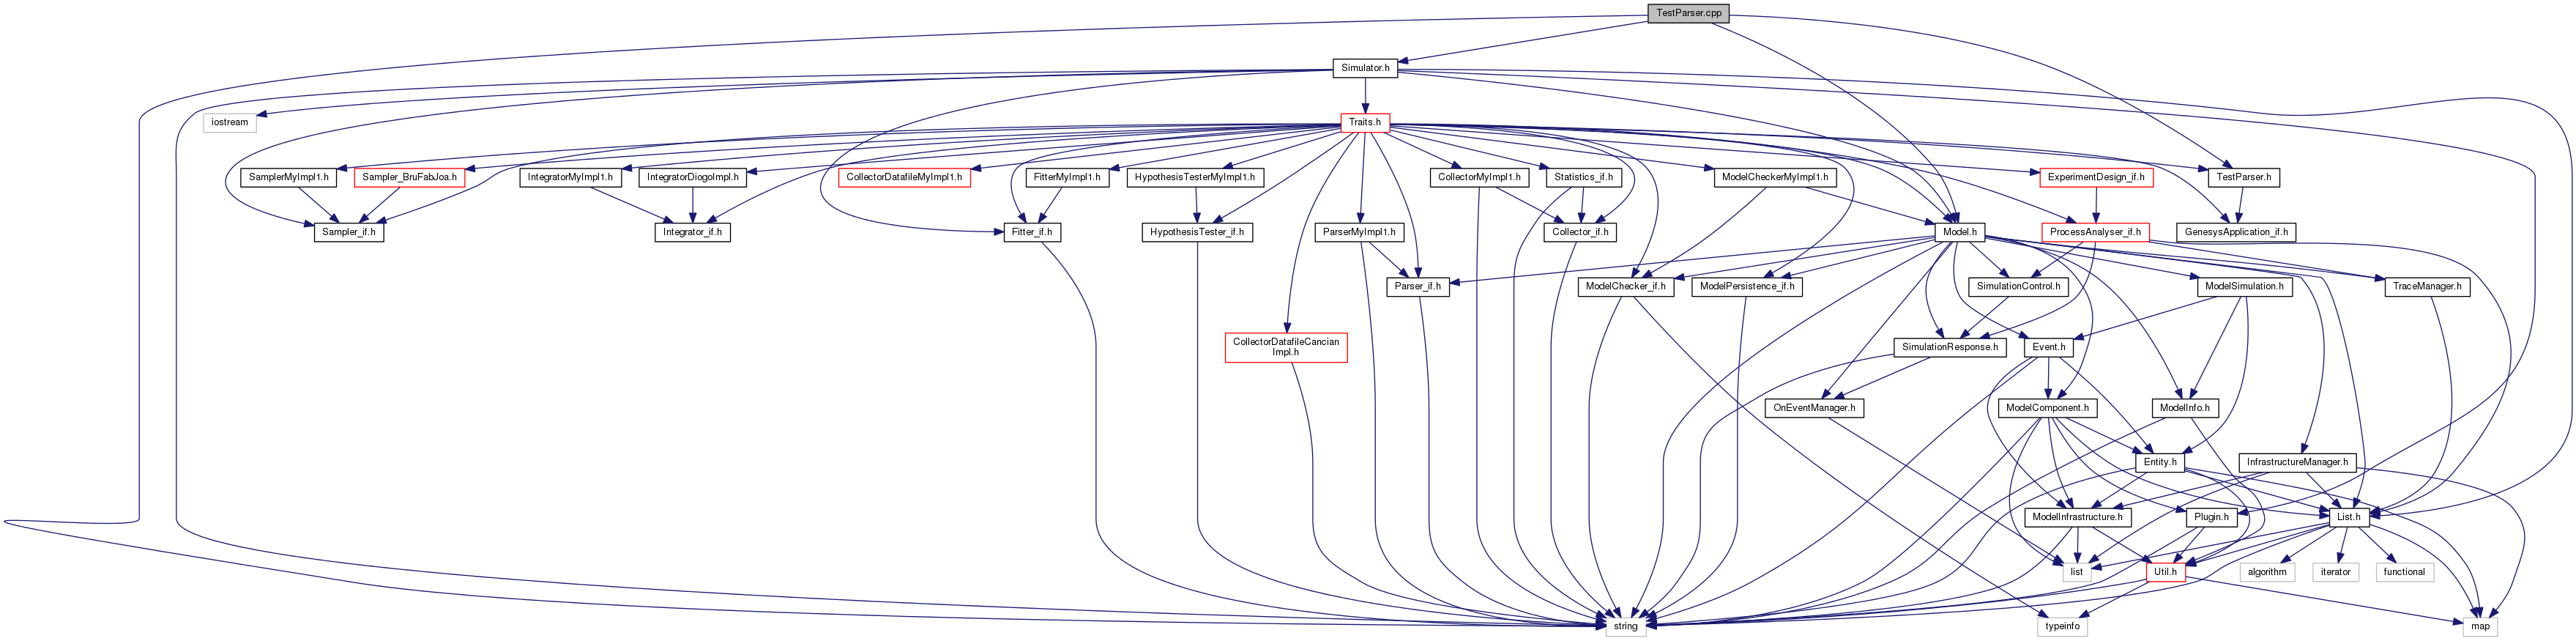 TestParser.cpp
Simulator.h
iostream
Traits.h
SamplerMyImpl1.h
Sampler_BruFabJoa.h
IntegratorMyImpl1.h
IntegratorDiogoImpl.h
CollectorDatafileMyImpl1.h
FitterMyImpl1.h
HypothesisTesterMyImpl1.h
CollectorMyImpl1.h
Statistics_if.h
ModelCheckerMyImpl1.h
ExperimentDesign_if.h
TestParser.h
Sampler_if.h
Integrator_if.h
Fitter_if.h
HypothesisTester_if.h
ParserMyImpl1.h
Collector_if.h
Model.h
ProcessAnalyser_if.h
GenesysApplication_if.h
Parser_if.h
ModelChecker_if.h
ModelPersistence_if.h
SimulationControl.h
ModelSimulation.h
TraceManager.h
CollectorDatafileCancian
Impl.h
SimulationResponse.h
Event.h
OnEventManager.h
ModelComponent.h
ModelInfo.h
Entity.h
InfrastructureManager.h
ModelInfrastructure.h
Plugin.h
List.h
list
Util.h
algorithm
iterator
functional
string
typeinfo
map